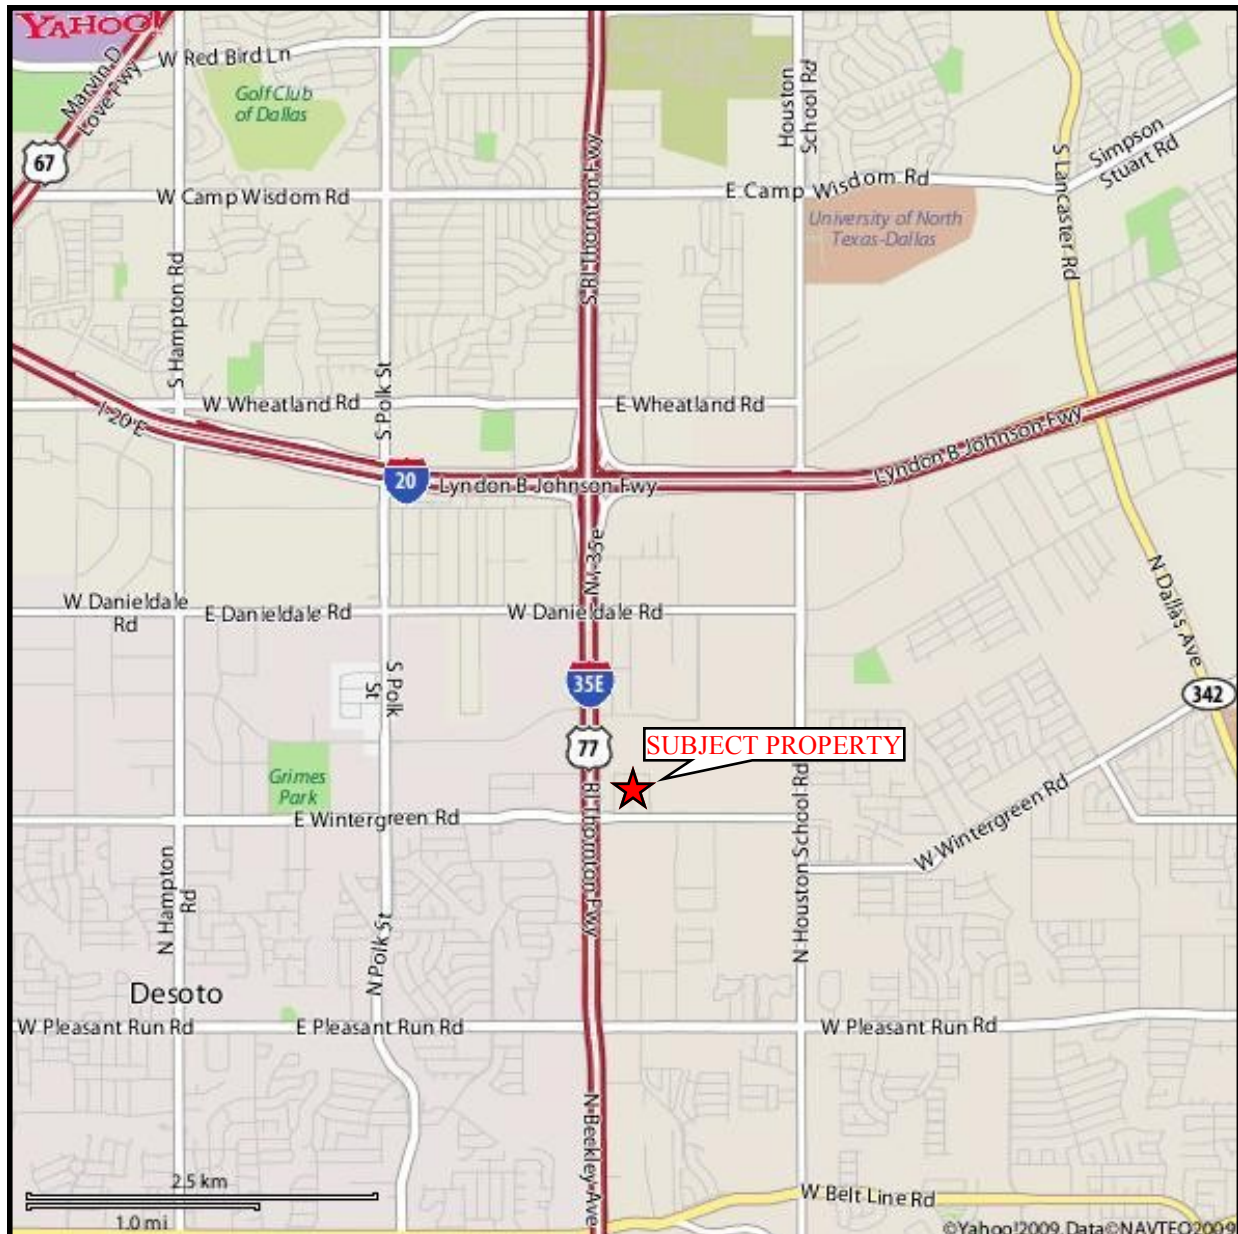 YAHOO!
W Red Bird Ln
Marvin D
Love Fwy
Golf Club
of Dallas
Houston
School Rd
67
S RL Thornton Fwy
Simpson
Stuart Rd
S Lancaster Rd
W Camp Wisdom Rd
E Camp Wisdom Rd
University of North
Texas-Dallas
S Hampton Rd
S Polk St
W Wheatland Rd
E Wheatland Rd
I-20 E
20
Lyndon B Johnson Fwy
Lyndon B Johnson Fwy
N I-35e
N Dallas Ave
W Danieldale
Rd
E Danieldale Rd
W Danieldale Rd
S Polk
St
35E
342
77
SUBJECT PROPERTY
Grimes
Park
E Wintergreen Rd
RL Thornton Fwy
N Houston School Rd
W Wintergreen Rd
N Hampton
Rd
N Polk St
Desoto
W Pleasant Run Rd
E Pleasant Run Rd
W Pleasant Run Rd
N Beckley Ave
2.5 km
1.0 mi
W Belt Line Rd
©Yahoo!2009,Data©NAVTEQ2009